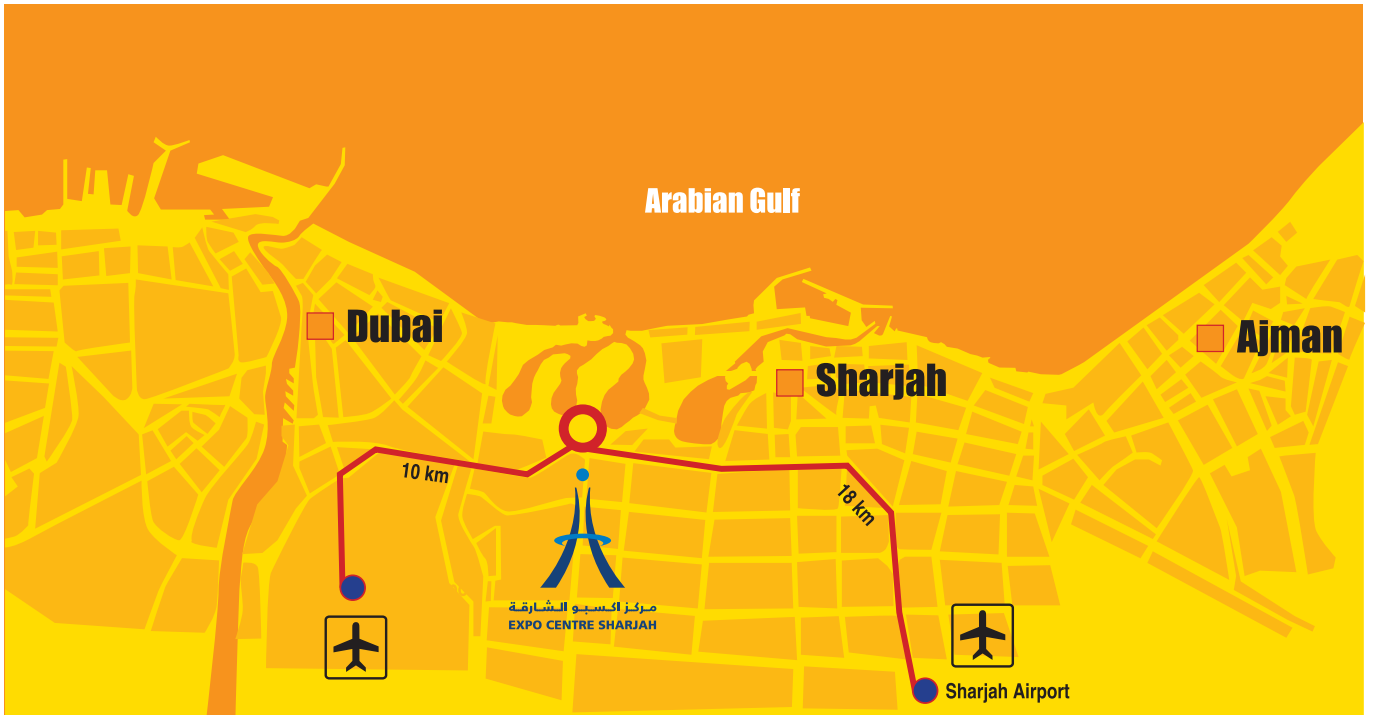 Arabian Gulf
Dubai
Ajman
Sharjah
10 km
18 km
مركز اكسبو الشارقة
EXPO CENTRE SHARJAH
Sharjah Airport